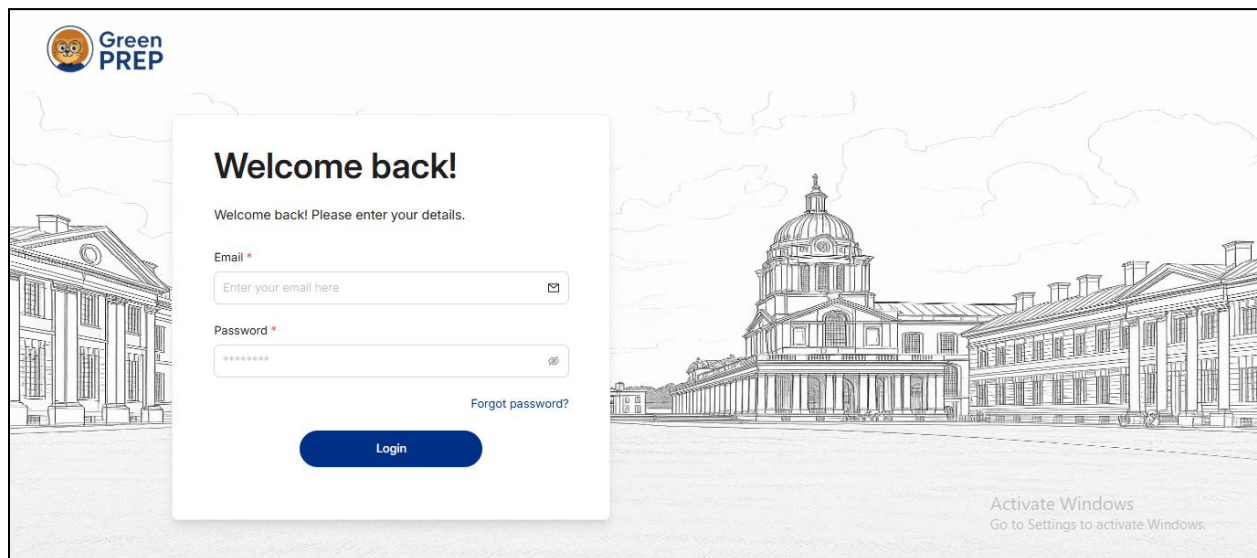 Green
PREP
Welcome back!
Welcome back! Please enter your details.
Email *
Enter your email here
Password *
********
Forgot password?
Login
Activate Windows
Go to Settings to activate Windows.